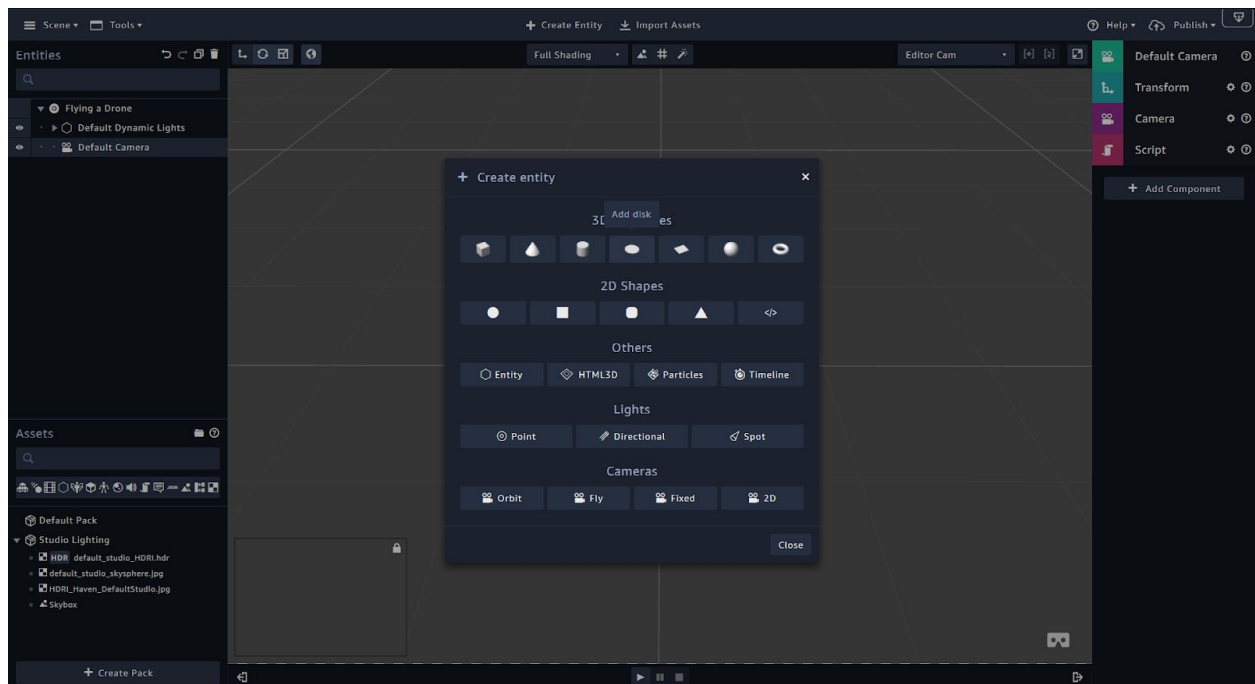 Scene Tools Create Entity Import Assets Help Publish
Entities Full Shading Editor Cam Default Camera
Flying a Drone
Default Dynamic Lights
Default Camera
Transform
Camera
Script
Add Component
Create entity
Add disk
3D es
2D Shapes
</>
Others
Entity HTML3D Particles Timeline
Lights
Point Directional Spot
Cameras
Orbit Fly Fixed 2D
Close
Assets
Default Pack
Studio Lighting
HDR default_studio_HDRI.hdr
default_studio_skysphere.jpg
HDRI_Haven_DefaultStudio.jpg
Skybox
Create Pack